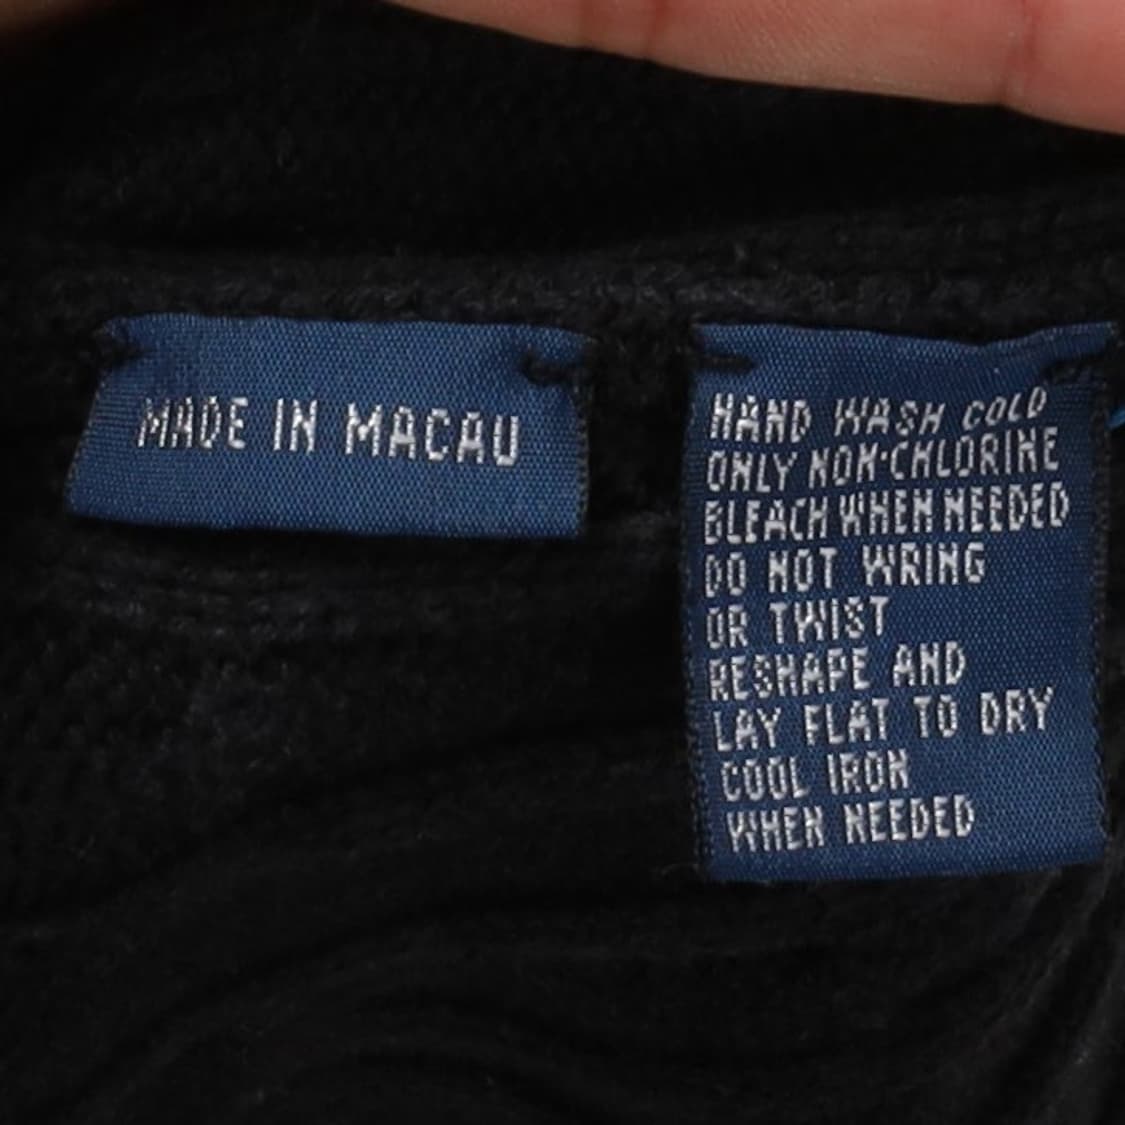 MADE IN MACAU
HAND WASH COLD
ONLY NON-CHLORINE
BLEACH WHEN NEEDED
DO NOT WRING
OR TWIST
RESHAPE AND
LAY FLAT TO DRY
COOL IRON
WHEN NEEDED